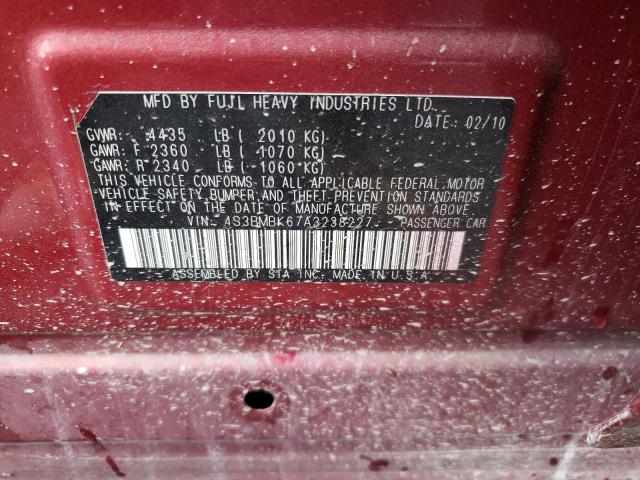 MFD BY FUJI HEAVY INDUSTRIES LTD.
DATE: 02/10
GVWR: 4435 LB ( 2010 KG)
GAWR: F 2360 LB ( 1070 KG)
GAWR: R 2340 LB ( 1060 KG)
THIS VEHICLE CONFORMS TO ALL APPLICABLE FEDERAL MOTOR
VEHICLE SAFETY, BUMPER, AND THEFT PREVENTION STANDARDS
IN EFFECT ON THE DATE OF MANUFACTURE SHOWN ABOVE.
VIN: 4S3BMBK67A3238227 PASSENGER CAR
ASSEMBLED BY SIA INC. MADE IN U.S.A